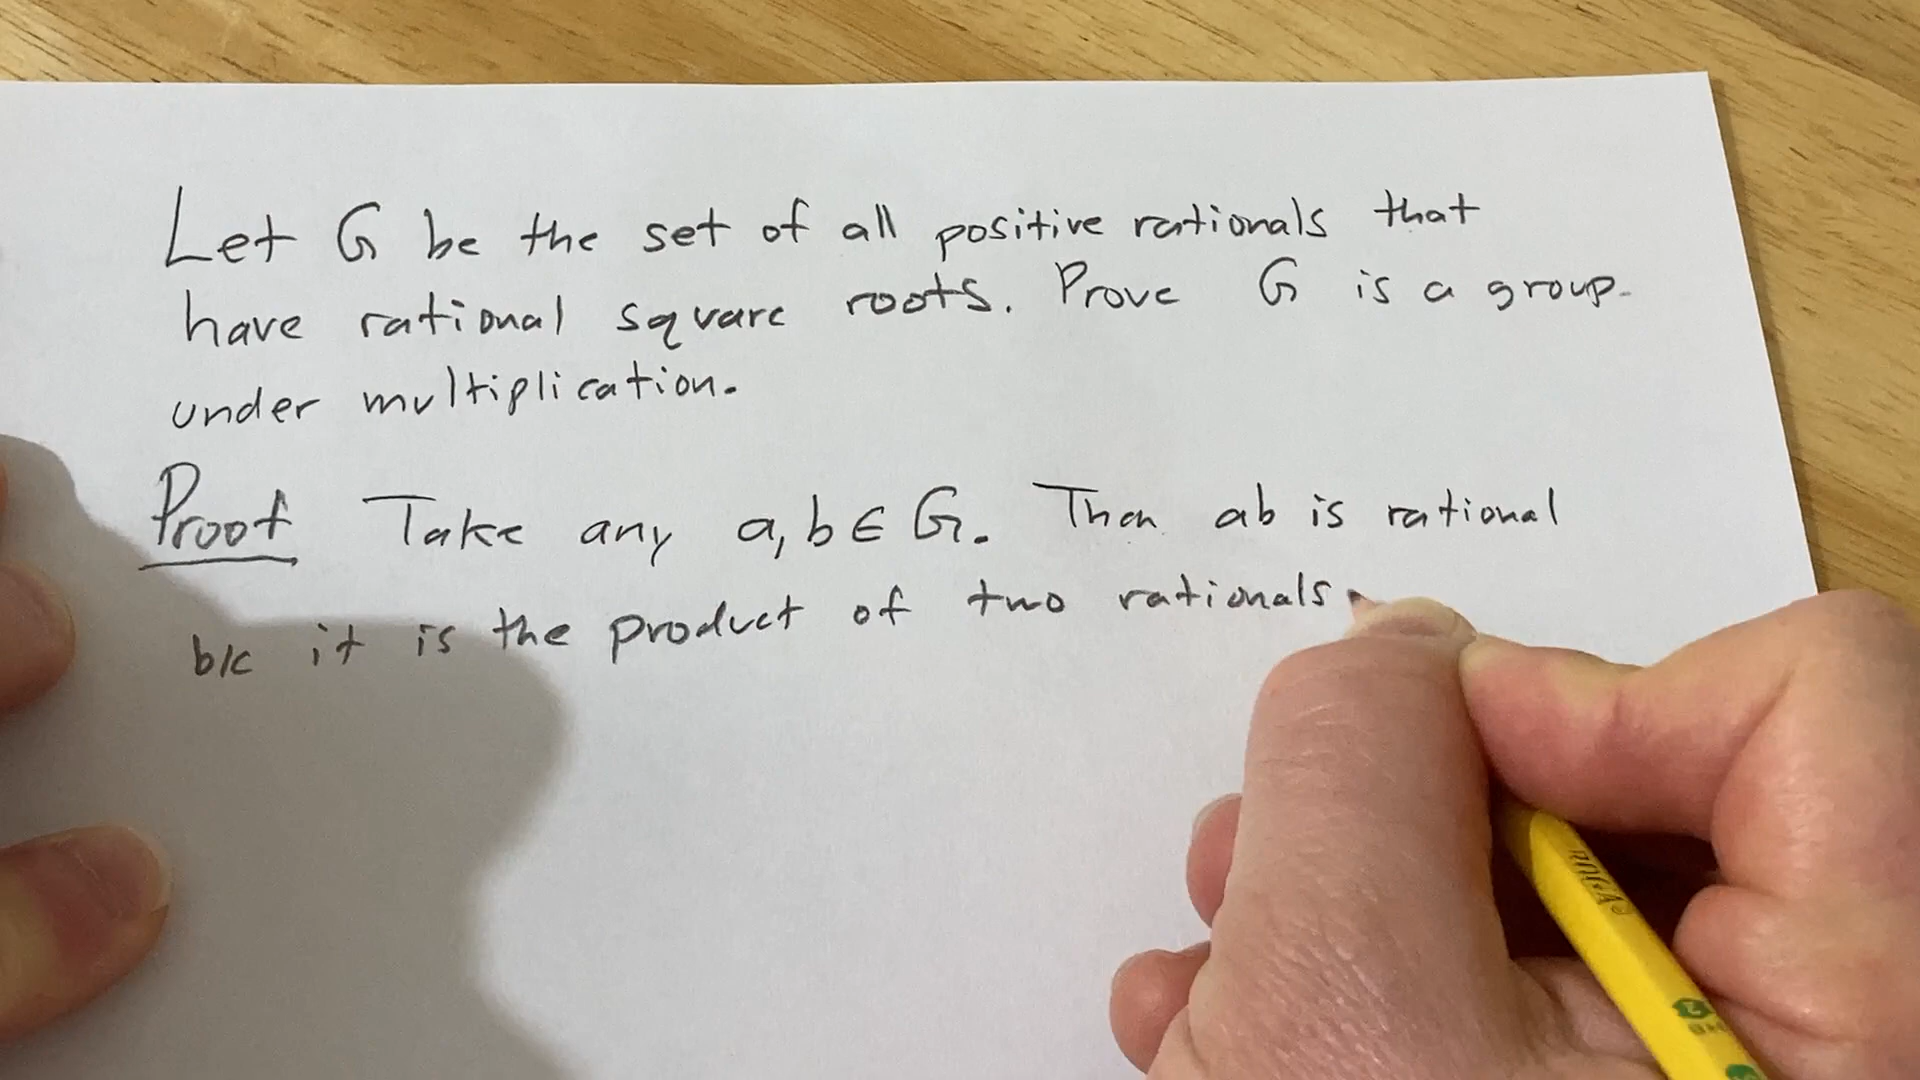 Let G be the set of all positive rationals that
have rational square roots. Prove G is a group.
under multiplication.
Proof Take any a, b ∈ G. Then ab is rational
b/c it is the product of two rationals.